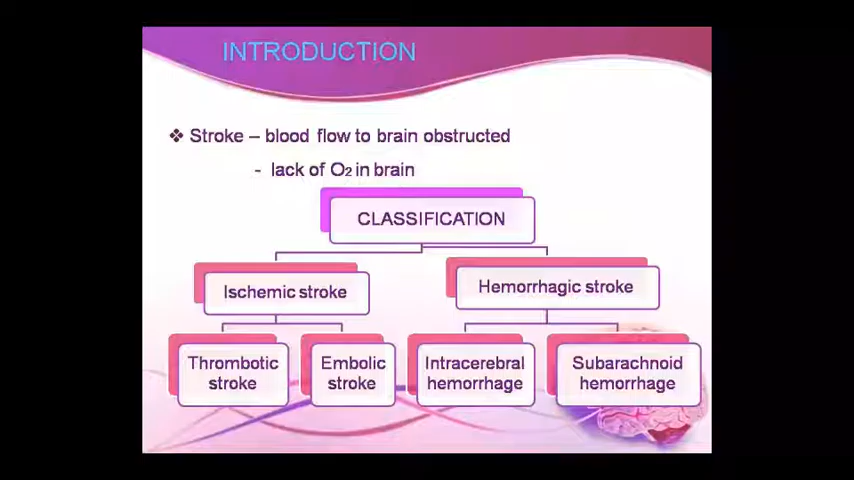 INTRODUCTION
❖ Stroke – blood flow to brain obstructed
- lack of O₂ in brain
CLASSIFICATION
Ischemic stroke
Hemorrhagic stroke
Thrombotic
stroke
Embolic
stroke
Intracerebral
hemorrhage
Subarachnoid
hemorrhage